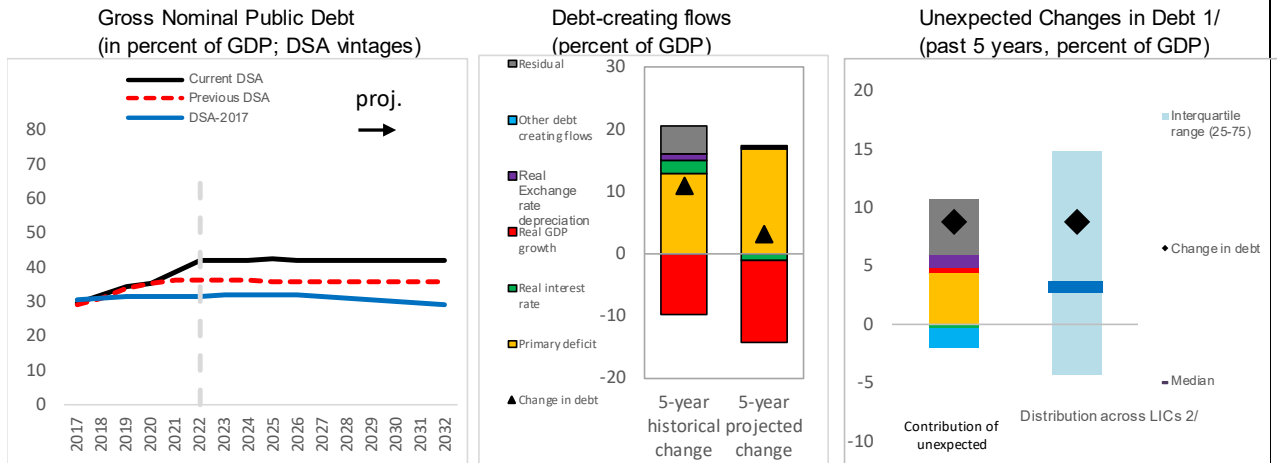 Gross Nominal Public Debt
(in percent of GDP; DSA vintages)
Current DSA
Previous DSA
DSA-2017
proj.
80
70
60
50
40
30
20
10
0
2017
2018
2019
2020
2021
2022
2023
2024
2025
2026
2027
2028
2029
2030
2031
2032
Debt-creating flows
(percent of GDP)
Residual
Other debt
creating flows
Real
Exchange rate
depreciation
Real GDP
growth
Real interest
rate
Primary deficit
Change in debt
30
20
10
0
-10
-20
5-year
historical
change
5-year
projected
change
Unexpected Changes in Debt 1/
(past 5 years, percent of GDP)
20
15
10
5
0
-5
-10
Interquartile
range (25-75)
Change in debt
Median
Contribution of
unexpected
Distribution across LICs 2/